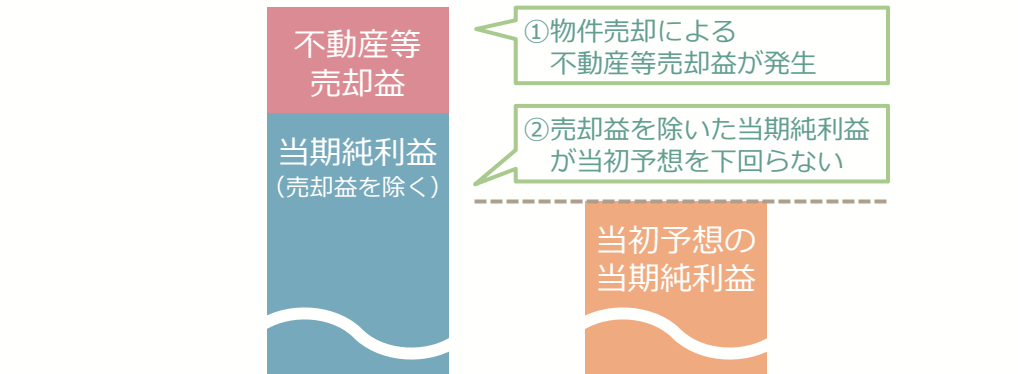 不動産等
売却益
当期純利益
（売却益を除く）
①物件売却による
不動産等売却益が発生
②売却益を除いた当期純利益
が当初予想を下回らない
当初予想の
当期純利益